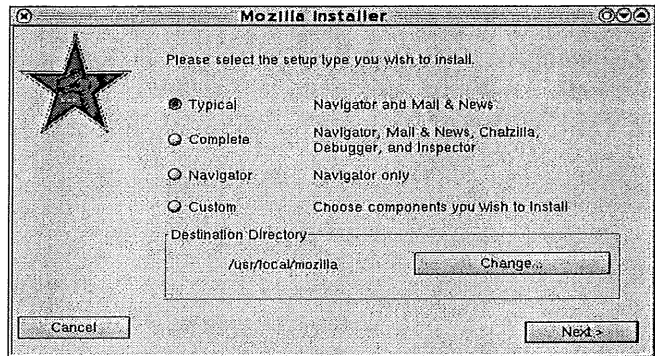 Mozilla Installer
Please select the setup type you wish to install.
Typical Navigator and Mail & News
Complete Navigator, Mail & News, Chatzilla,
Debugger, and Inspector
Navigator Navigator only
Custom Choose components you wish to install
Destination Directory
/usr/local/mozilla Change...
Cancel Next >